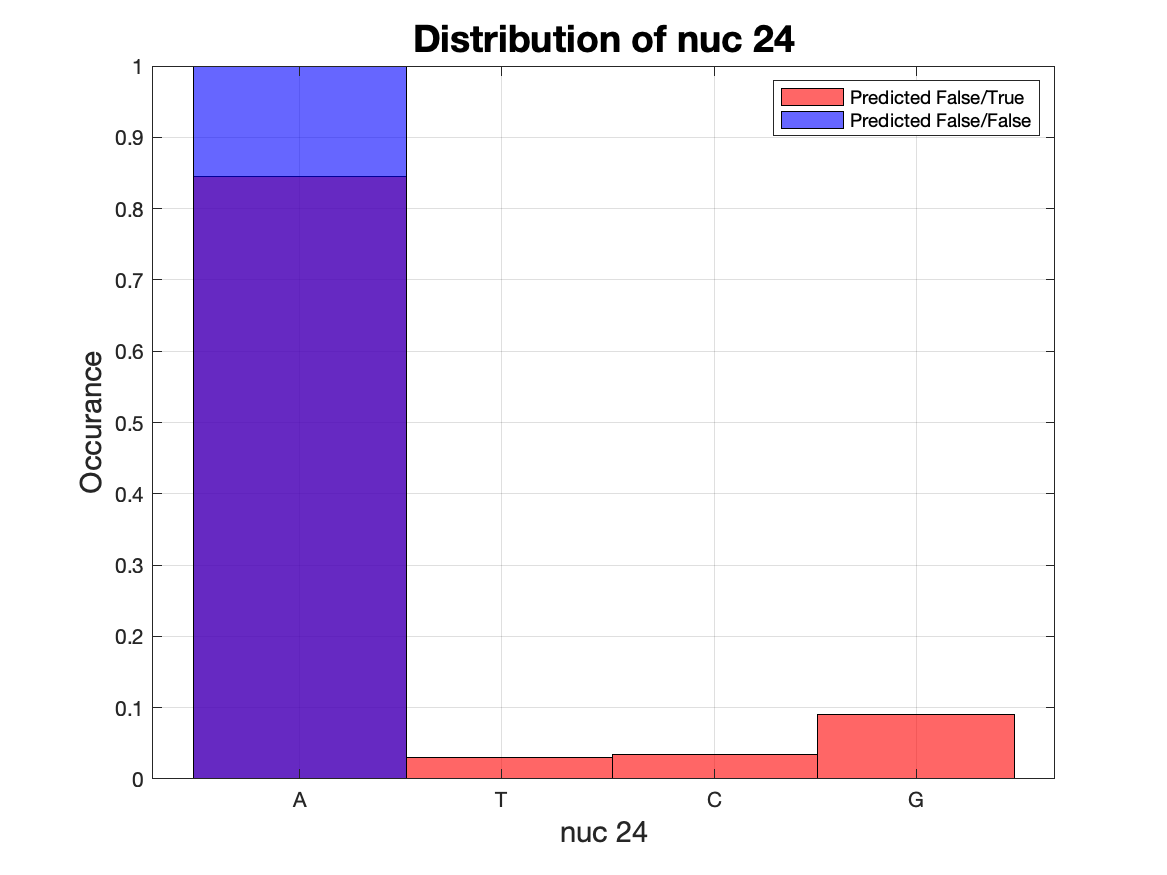 Distribution of nuc 24
Predicted False/True
Predicted False/False
1
0.9
0.8
0.7
0.6
0.5
0.4
0.3
0.2
0.1
0
Occurance
A T C G
nuc 24